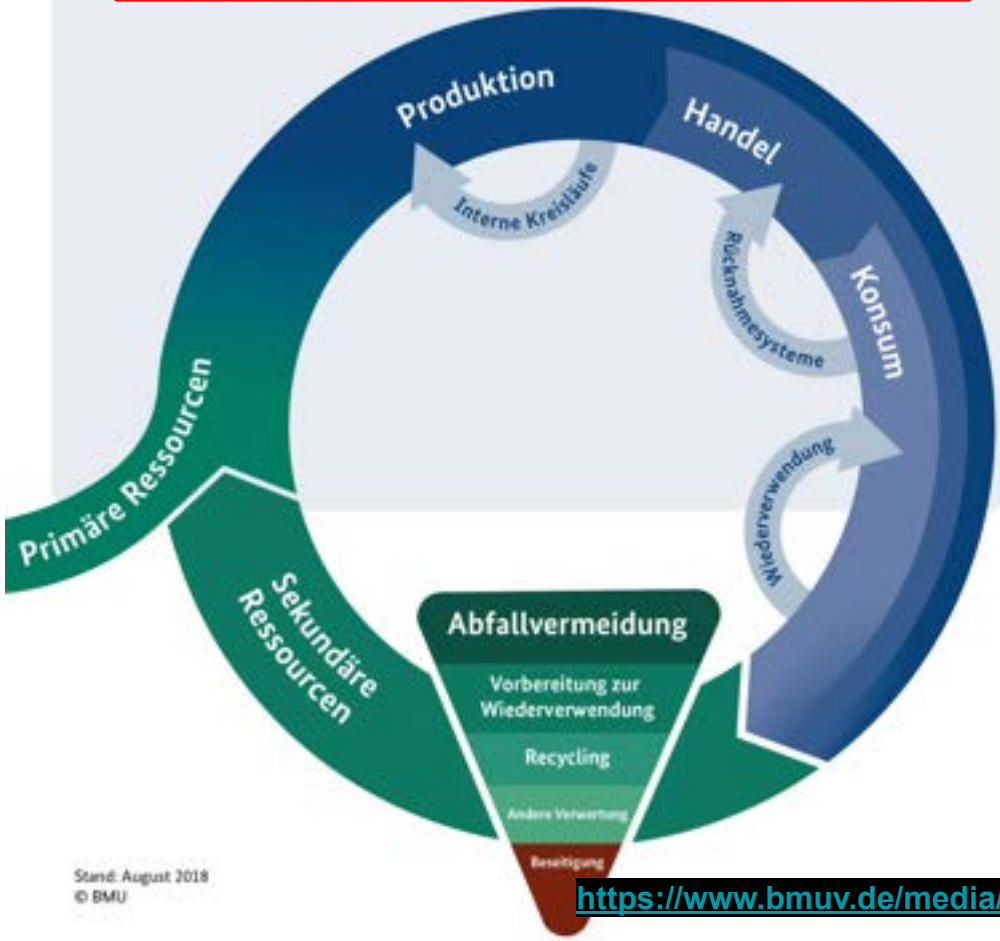 Produktion
Handel
Interne Kreisläufe
Rücknahmesysteme
Konsum
Primäre Ressourcen
Wiederverwendung
Sekundäre
Ressourcen
Abfallvermeidung
Vorbereitung zur
Wiederverwendung
Recycling
Andere Verwertung
Beseitigung
Stand: August 2018
© BMU
https://www.bmuv.de/media/